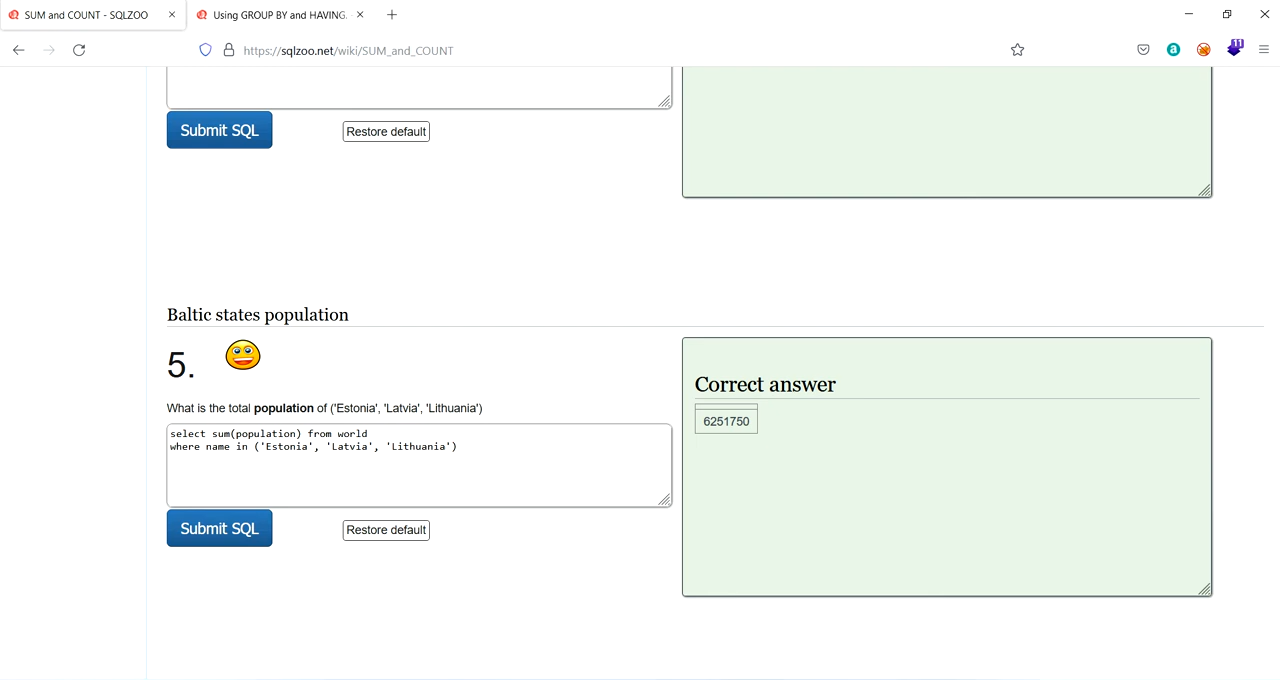 SUM and COUNT - SQLZOO
Using GROUP BY and HAVING.
https://sqlzoo.net/wiki/SUM_and_COUNT
11
Submit SQL
Restore default
Baltic states population
5.
What is the total population of ('Estonia', 'Latvia', 'Lithuania')
select sum(population) from world
where name in ('Estonia', 'Latvia', 'Lithuania')
Submit SQL
Restore default
Correct answer
6251750